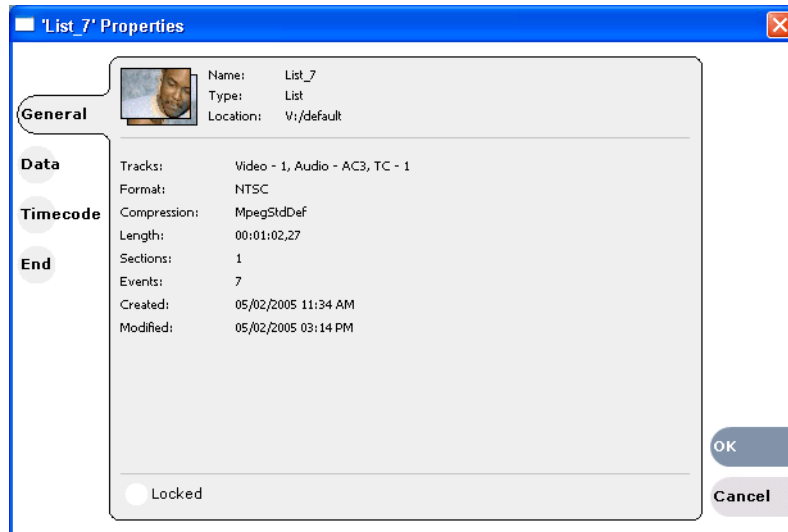 'List_7' Properties
General
Data
Timecode
End
Name: List_7
Type: List
Location: V:/default
Tracks: Video - 1, Audio - AC3, TC - 1
Format: NTSC
Compression: MpegStdDef
Length: 00:01:02,27
Sections: 1
Events: 7
Created: 05/02/2005 11:34 AM
Modified: 05/02/2005 03:14 PM
Locked
OK
Cancel